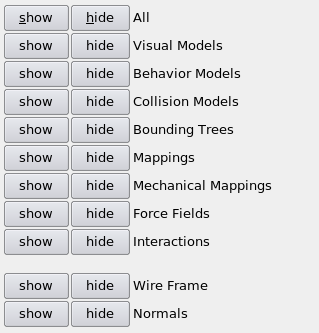 show hide All
show hide Visual Models
show hide Behavior Models
show hide Collision Models
show hide Bounding Trees
show hide Mappings
show hide Mechanical Mappings
show hide Force Fields
show hide Interactions
show hide Wire Frame
show hide Normals